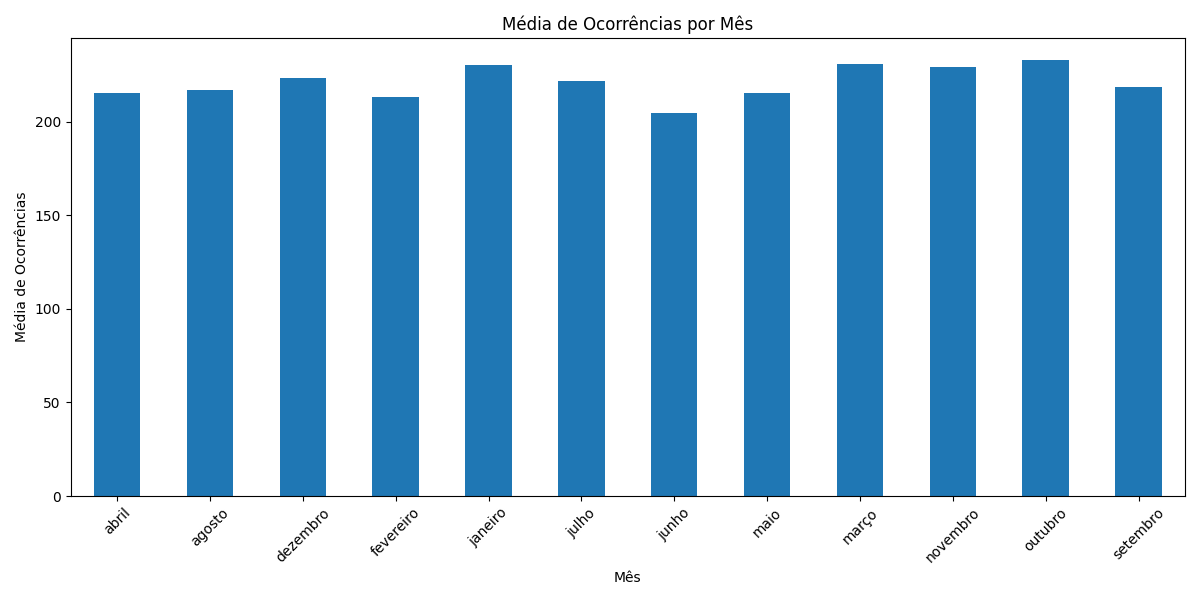 Média de Ocorrências por Mês
Média de Ocorrências
200
150
100
50
0
abril
agosto
dezembro
fevereiro
janeiro
julho
junho
maio
março
novembro
outubro
setembro
Mês